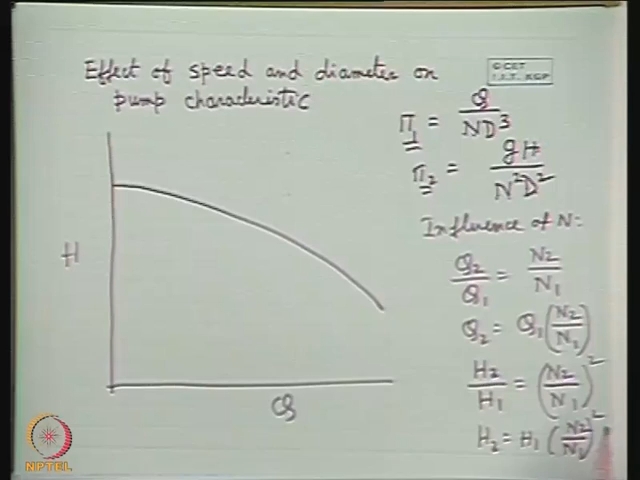 Effect of speed and diameter on
pump characteristic
© CET
I.I.T. KGP
π₁ = Q / ND³
π₂ = gH / N²D²
Influence of N:
Q₂/Q₁ = N₂/N₁
Q₂ = Q₁ (N₂/N₁)
H₂/H₁ = (N₂/N₁)²
H₂ = H₁ (N₂/N₁)²
H
Q
NPTEL